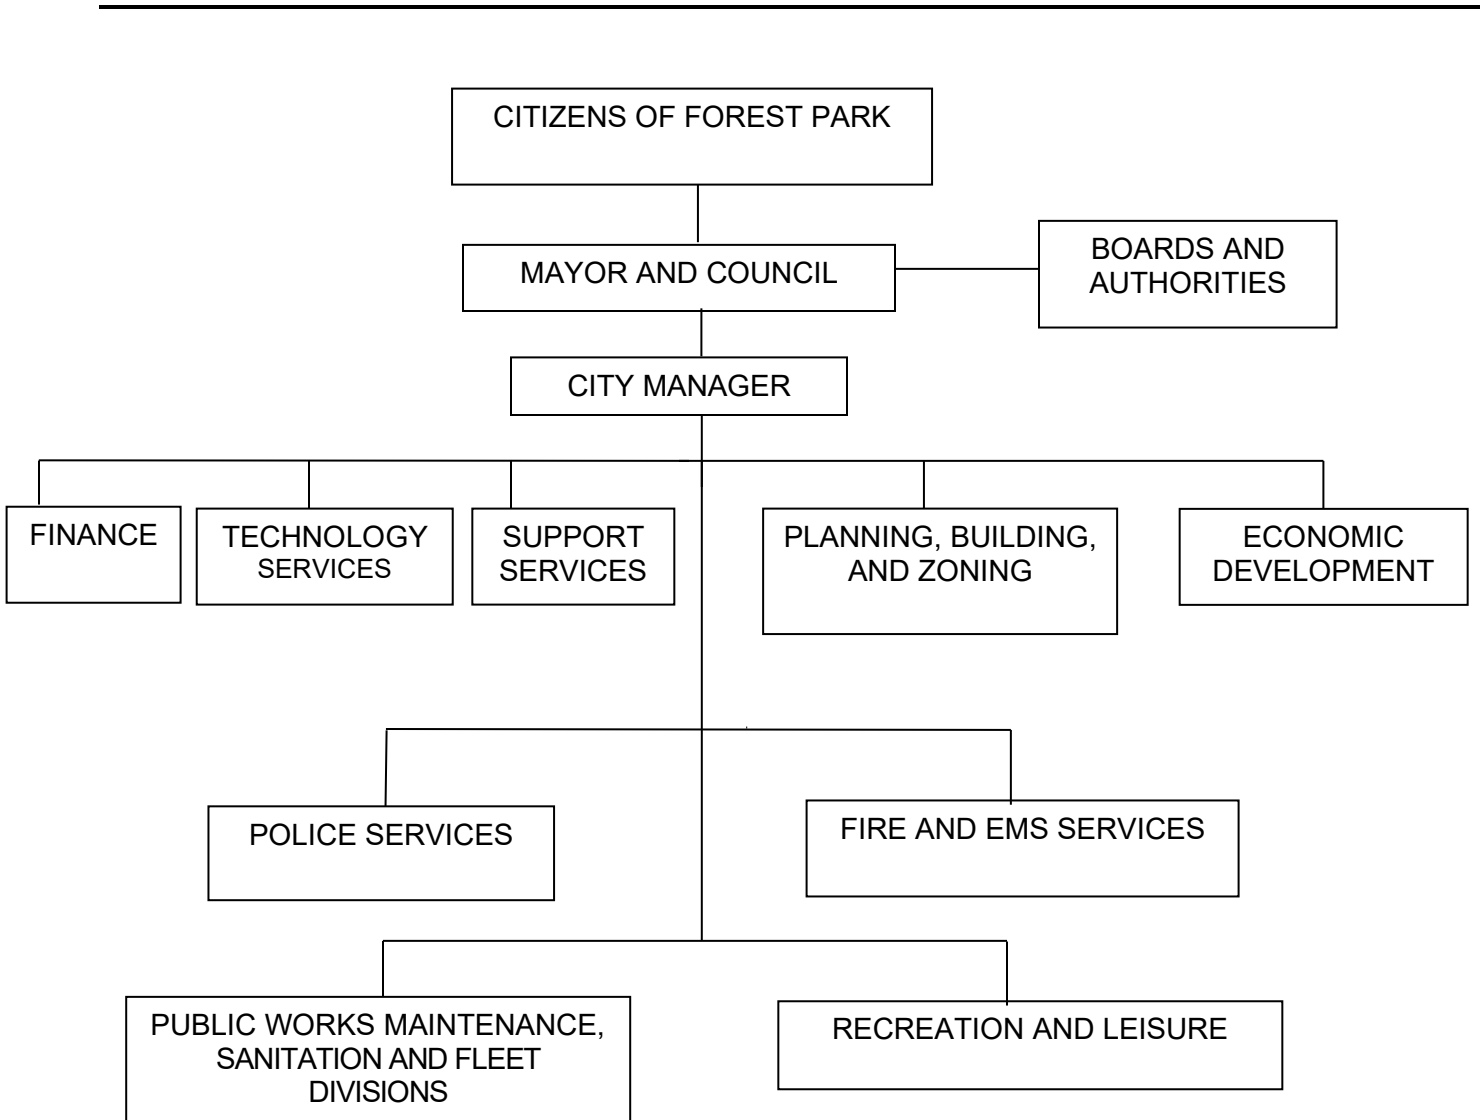 CITIZENS OF FOREST PARK
MAYOR AND COUNCIL
BOARDS AND
AUTHORITIES
CITY MANAGER
FINANCE
TECHNOLOGY
SERVICES
SUPPORT
SERVICES
PLANNING, BUILDING,
AND ZONING
ECONOMIC
DEVELOPMENT
POLICE SERVICES
FIRE AND EMS SERVICES
PUBLIC WORKS MAINTENANCE,
SANITATION AND FLEET
DIVISIONS
RECREATION AND LEISURE